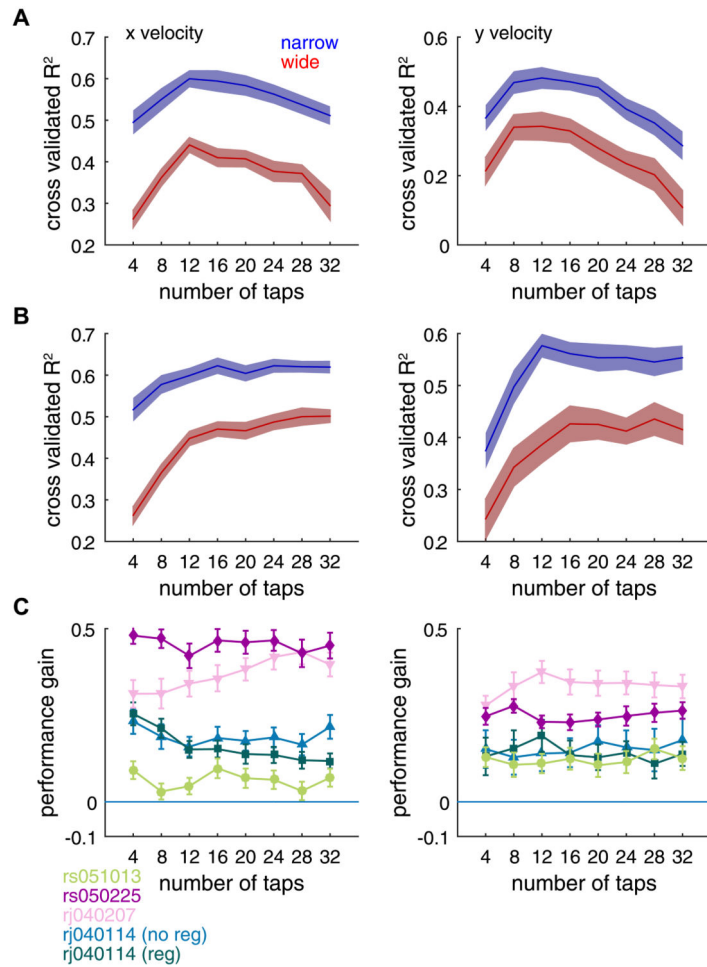 A
x velocity
narrow
wide
cross validated R²
0.7
0.6
0.5
0.4
0.3
0.2
4 8 12 16 20 24 28 32
number of taps
y velocity
cross validated R²
0.6
0.4
0.2
0
4 8 12 16 20 24 28 32
number of taps
B
cross validated R²
0.7
0.6
0.5
0.4
0.3
0.2
4 8 12 16 20 24 28 32
number of taps
cross validated R²
0.6
0.5
0.4
0.3
0.2
4 8 12 16 20 24 28 32
number of taps
C
performance gain
0.5
0
-0.1
4 8 12 16 20 24 28 32
number of taps
performance gain
0.5
0
-0.1
4 8 12 16 20 24 28 32
number of taps
rs051013
rs050225
rj040207
rj040114 (no reg)
rj040114 (reg)